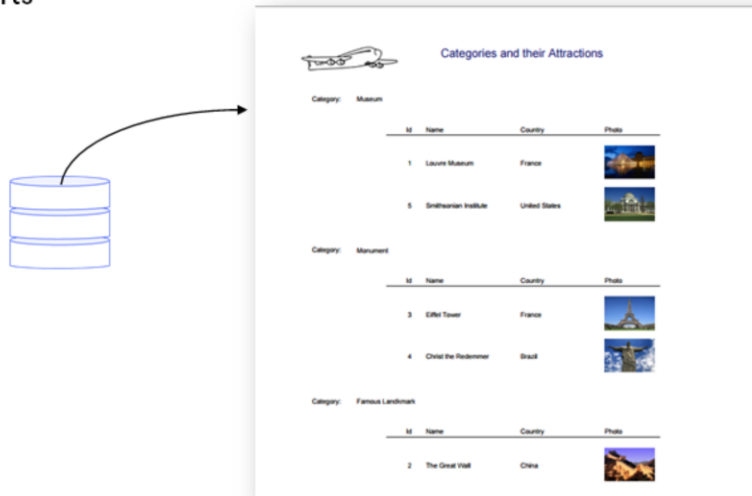 Categories and their Attractions
Category: Museum
Id Name Country Photo
1 Louvre Museum France
5 Smithsonian Institute United States
Category: Monument
Id Name Country Photo
3 Eiffel Tower France
4 Christ the Redemmer Brazil
Category: Famous Landkmark
Id Name Country Photo
2 The Great Wall China